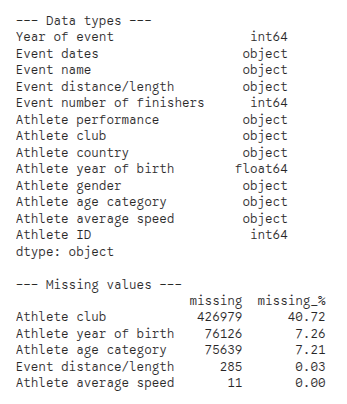 --- Data types ---
Year of event                  int64
Event dates                   object
Event name                    object
Event distance/length         object
Event number of finishers      int64
Athlete performance           object
Athlete club                  object
Athlete country               object
Athlete year of birth        float64
Athlete gender                object
Athlete age category          object
Athlete average speed         object
Athlete ID                     int64
dtype: object

--- Missing values ---
                       missing  missing_%
Athlete club            426979      40.72
Athlete year of birth    76126       7.26
Athlete age category     75639       7.21
Event distance/length      285       0.03
Athlete average speed       11       0.00